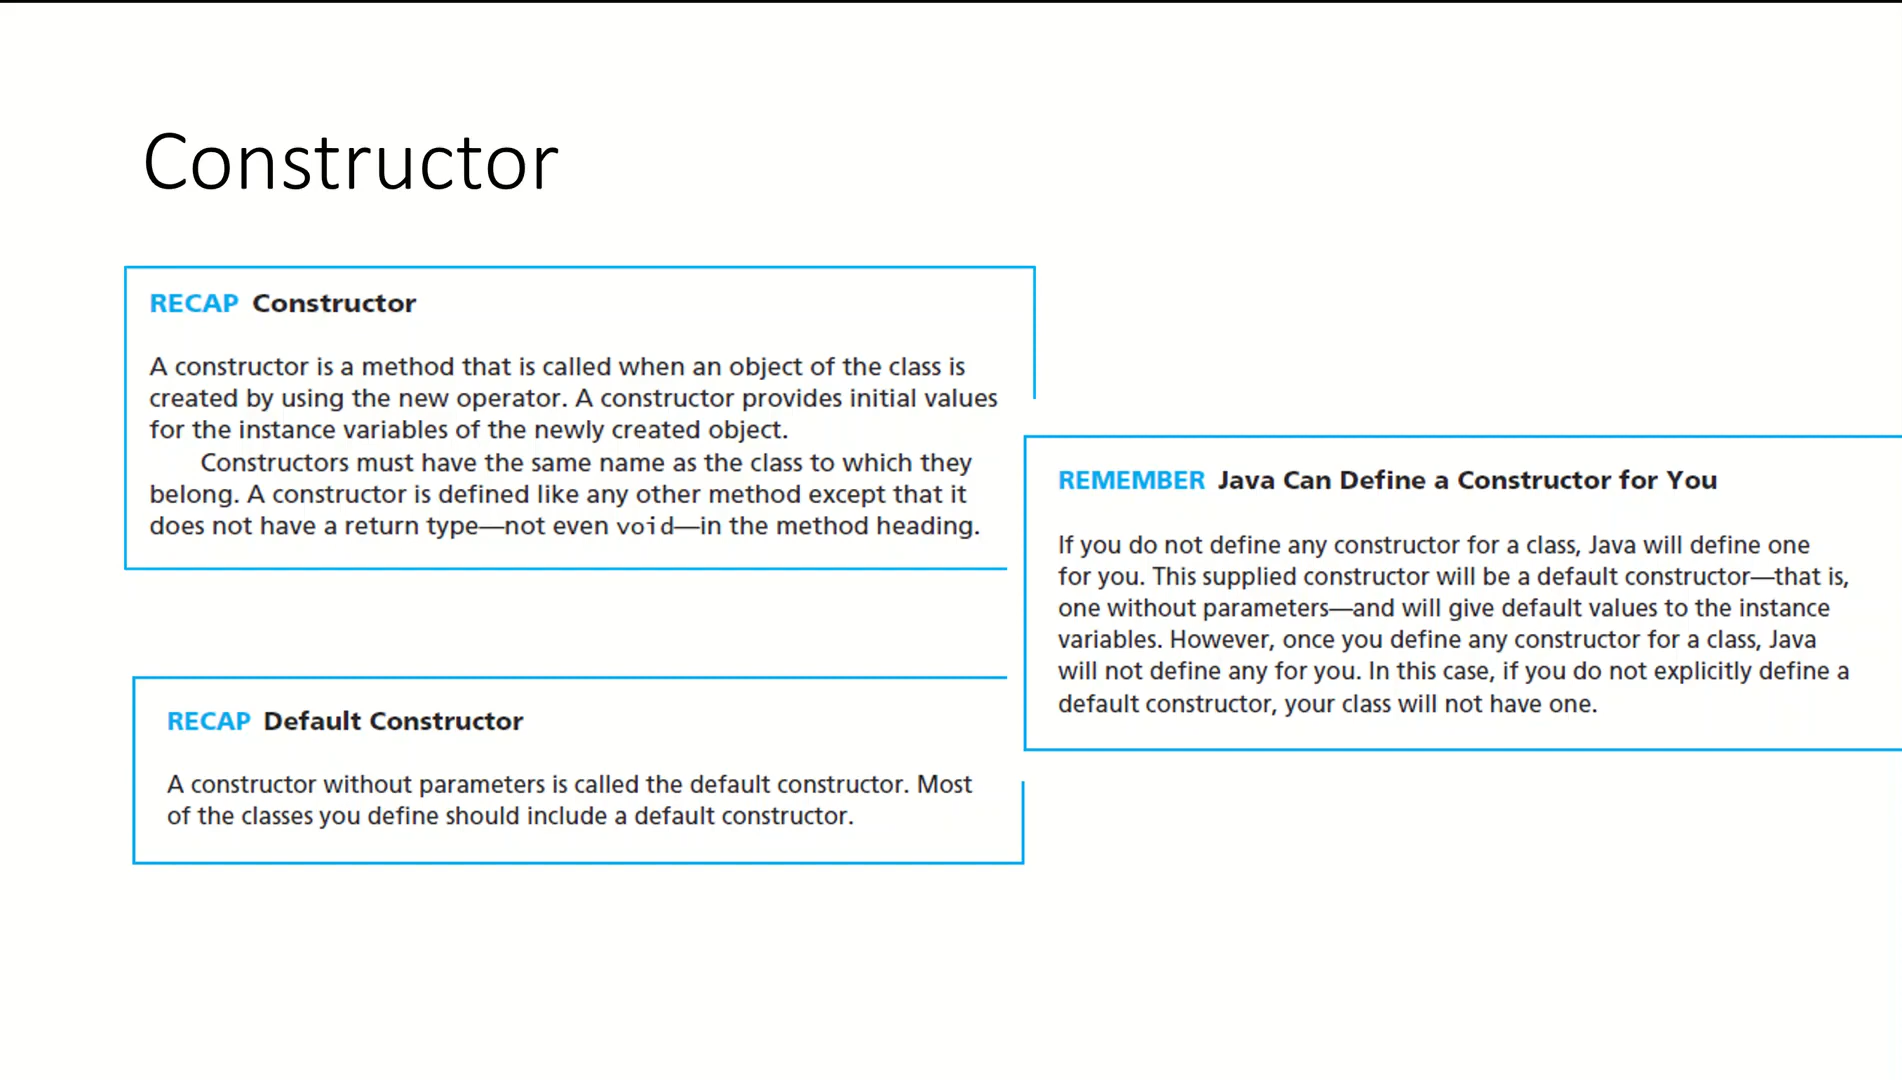 Constructor
RECAP Constructor
A constructor is a method that is called when an object of the class is
created by using the new operator. A constructor provides initial values
for the instance variables of the newly created object.
Constructors must have the same name as the class to which they
belong. A constructor is defined like any other method except that it
does not have a return type—not even void—in the method heading.
REMEMBER Java Can Define a Constructor for You
If you do not define any constructor for a class, Java will define one
for you. This supplied constructor will be a default constructor—that is,
one without parameters—and will give default values to the instance
variables. However, once you define any constructor for a class, Java
will not define any for you. In this case, if you do not explicitly define a
default constructor, your class will not have one.
RECAP Default Constructor
A constructor without parameters is called the default constructor. Most
of the classes you define should include a default constructor.